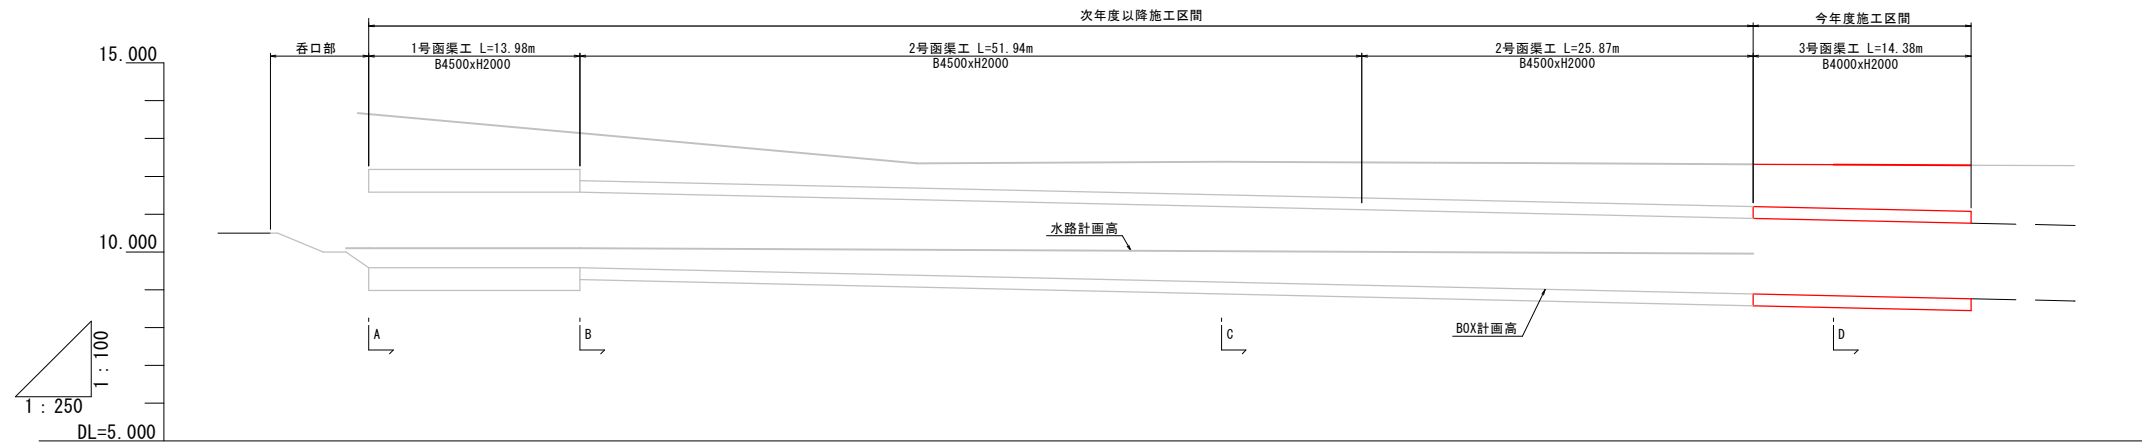 次年度以降施工区間
今年度施工区間
呑口部
1号函渠工 L=13.98m
B4500xH2000
2号函渠工 L=51.94m
B4500xH2000
2号函渠工 L=25.87m
B4500xH2000
3号函渠工 L=14.38m
B4000xH2000
15.000
10.000
DL=5.000
水路計画高
BOX計画高
A
B
C
D
1:100
1:250